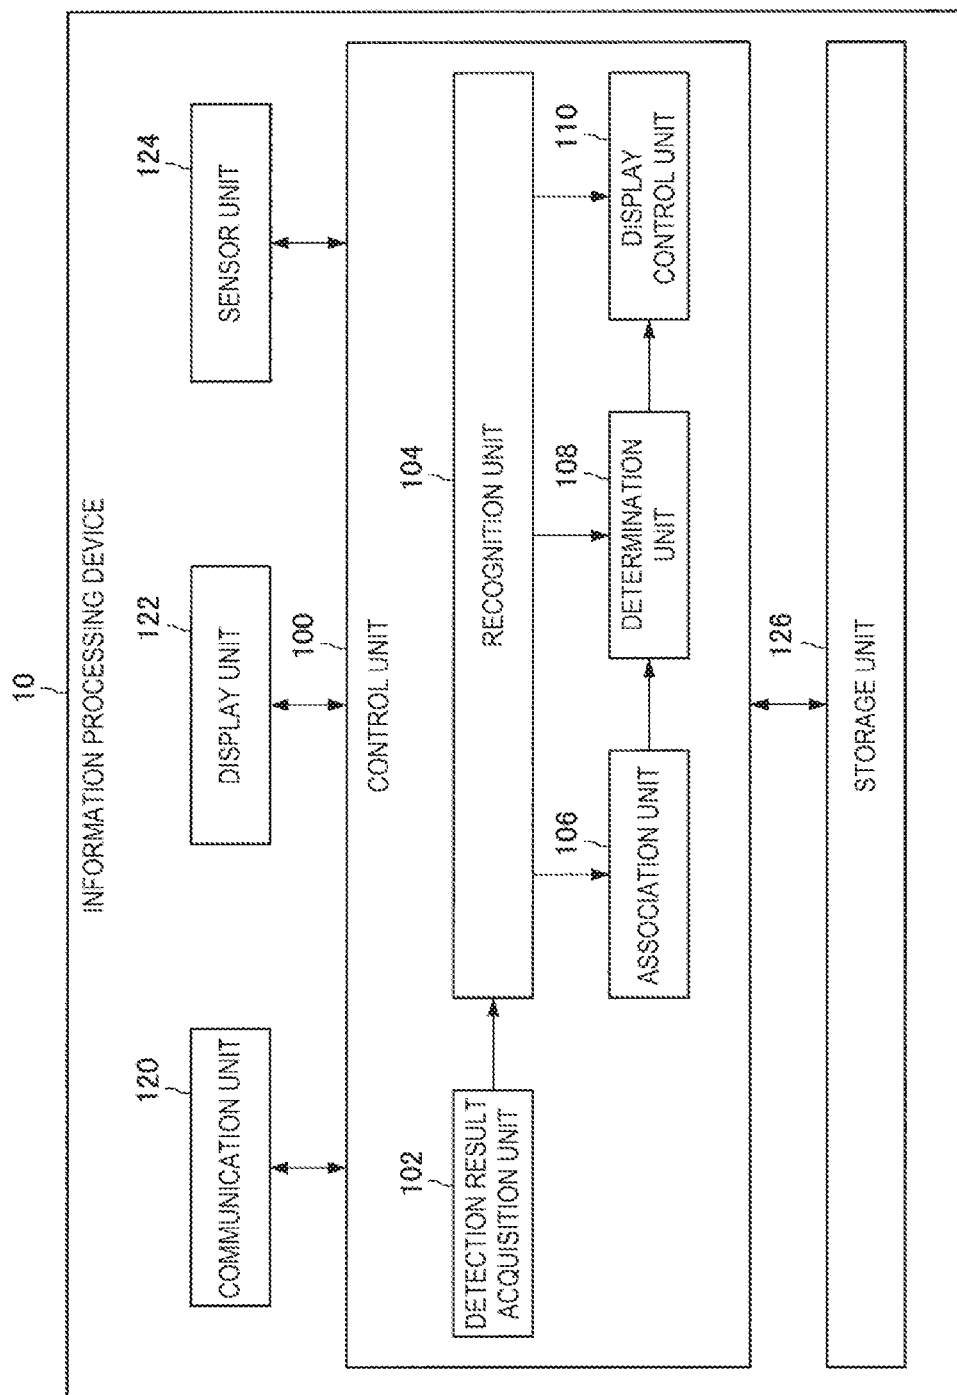 10
INFORMATION PROCESSING DEVICE
120
COMMUNICATION UNIT
122
DISPLAY UNIT
124
SENSOR UNIT
100
CONTROL UNIT
102
DETECTION RESULT
ACQUISITION UNIT
104
RECOGNITION UNIT
106
ASSOCIATION UNIT
108
DETERMINATION
UNIT
110
DISPLAY
CONTROL UNIT
126
STORAGE UNIT